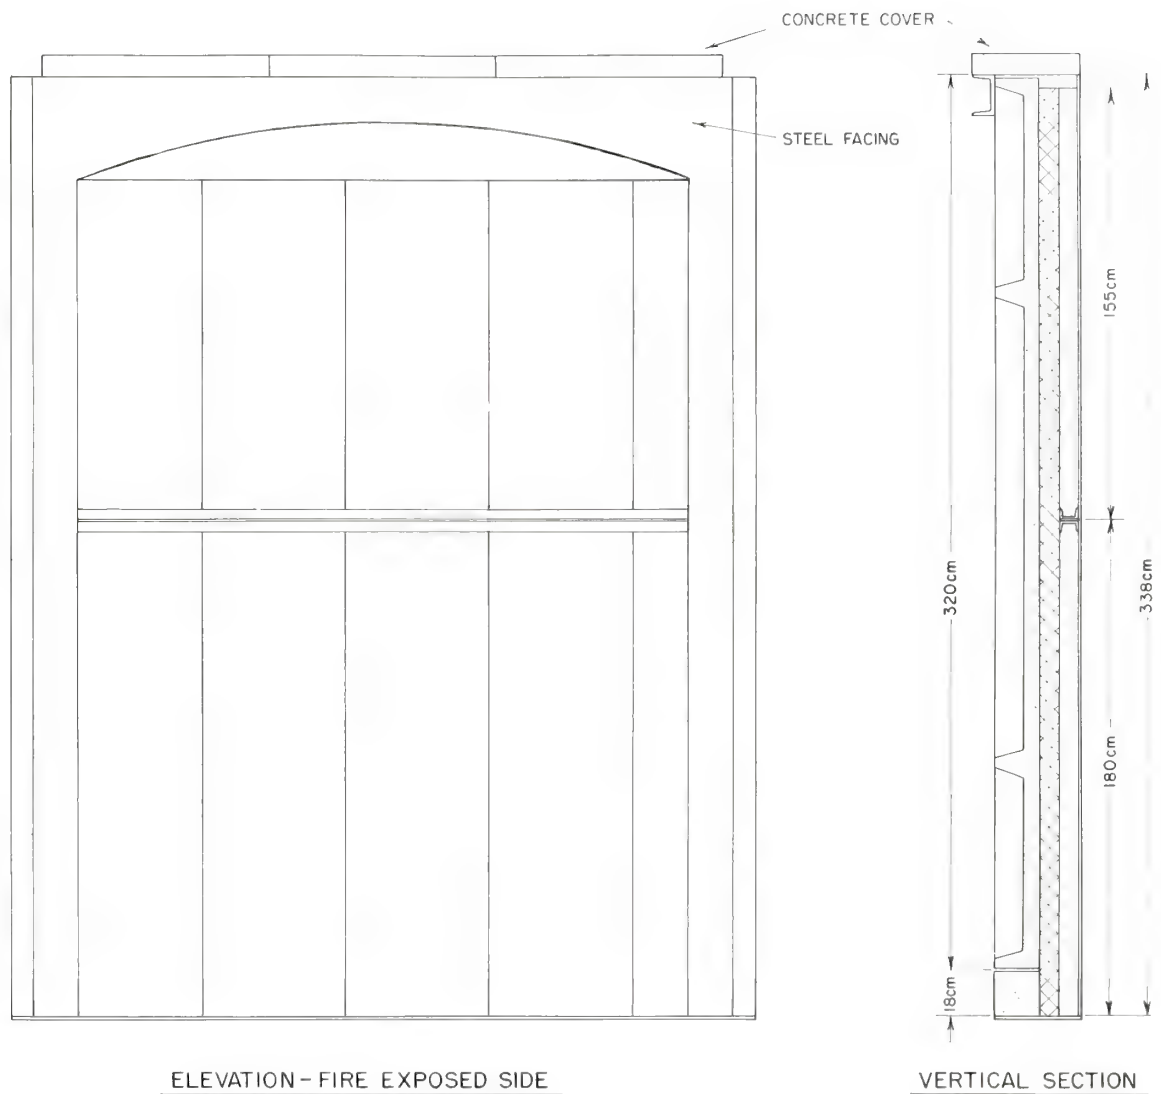 CONCRETE COVER
STEEL FACING
155cm
320cm
338cm
180cm
18cm
ELEVATION-FIRE EXPOSED SIDE
VERTICAL SECTION